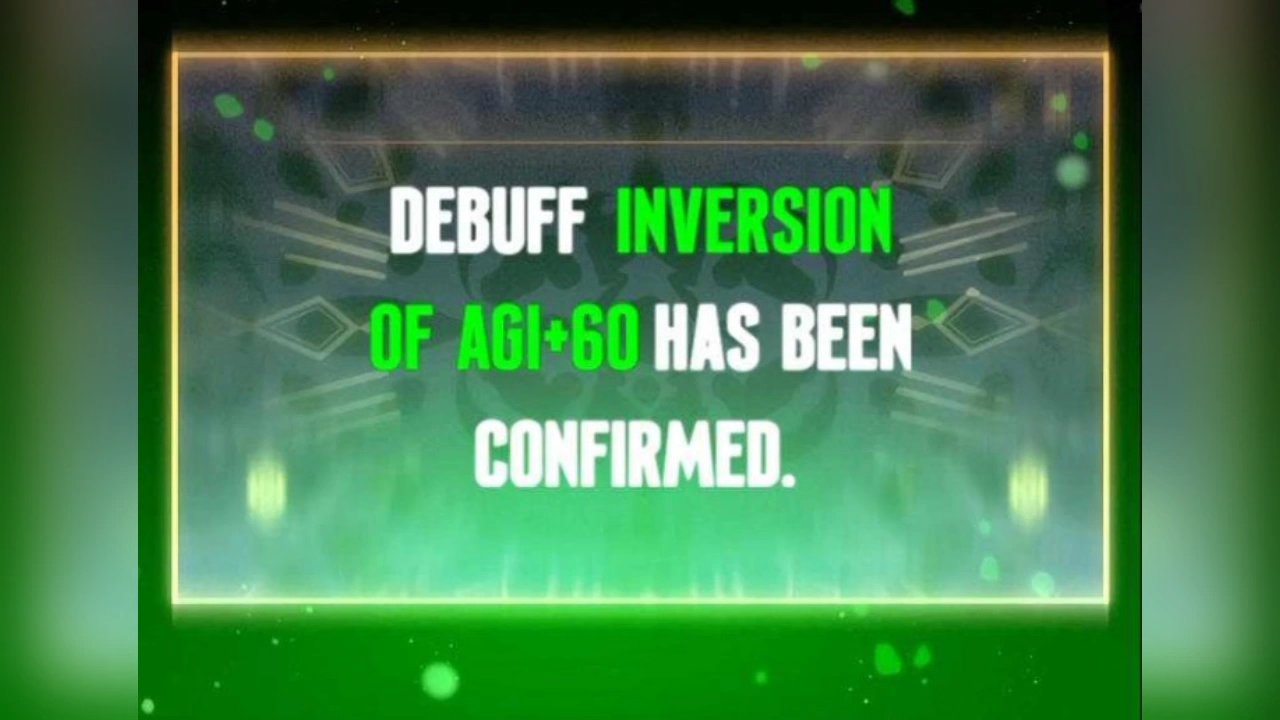 DEBUFF INVERSION
OF AGI+60 HAS BEEN
CONFIRMED.